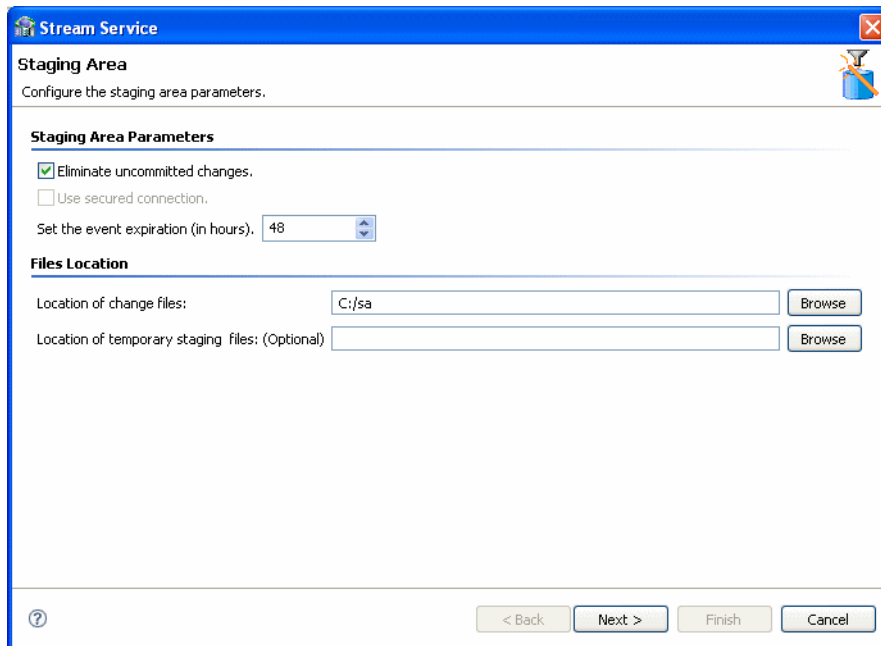 Stream Service
Staging Area
Configure the staging area parameters.
Staging Area Parameters
Eliminate uncommitted changes.
Use secured connection.
Set the event expiration (in hours). 48
Files Location
Location of change files: C:/sa Browse
Location of temporary staging files: (Optional) Browse
? < Back Next > Finish Cancel